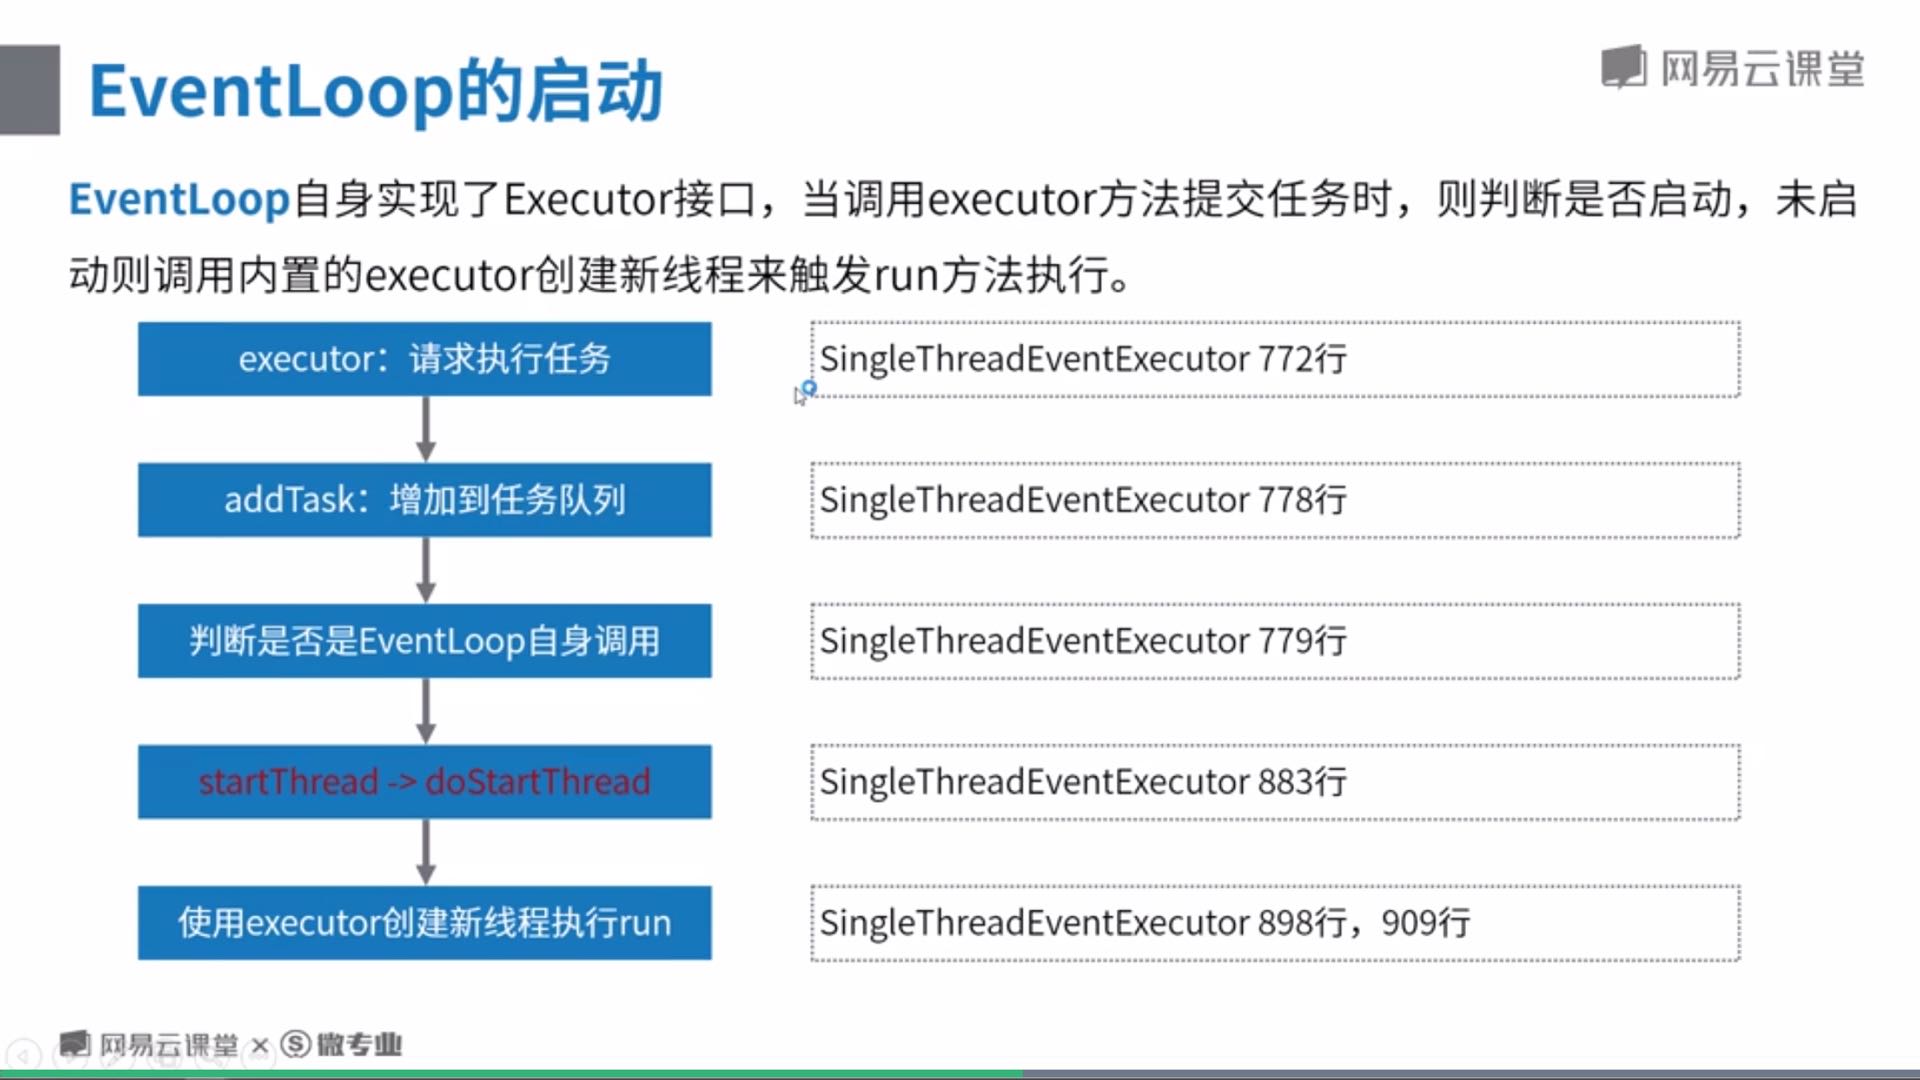 EventLoop的启动
网易云课堂
EventLoop自身实现了Executor接口，当调用executor方法提交任务时，则判断是否启动，未启
动则调用内置的executor创建新线程来触发run方法执行。
executor：请求执行任务
SingleThreadEventExecutor 772行
addTask：增加到任务队列
SingleThreadEventExecutor 778行
判断是否是EventLoop自身调用
SingleThreadEventExecutor 779行
startThread -> doStartThread
SingleThreadEventExecutor 883行
使用executor创建新线程执行run
SingleThreadEventExecutor 898行，909行
网易云课堂 × S 微专业